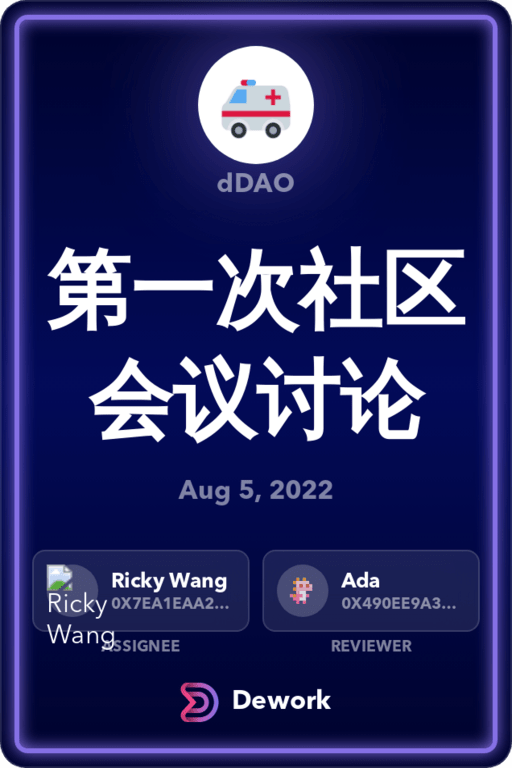 dDAO
第一次社区
会议讨论
Aug 5, 2022
Ricky Wang
0X7EA1EAA2...
Ricky
Wang
ASSIGNEE
Ada
0X490EE9A3...
REVIEWER
Dework